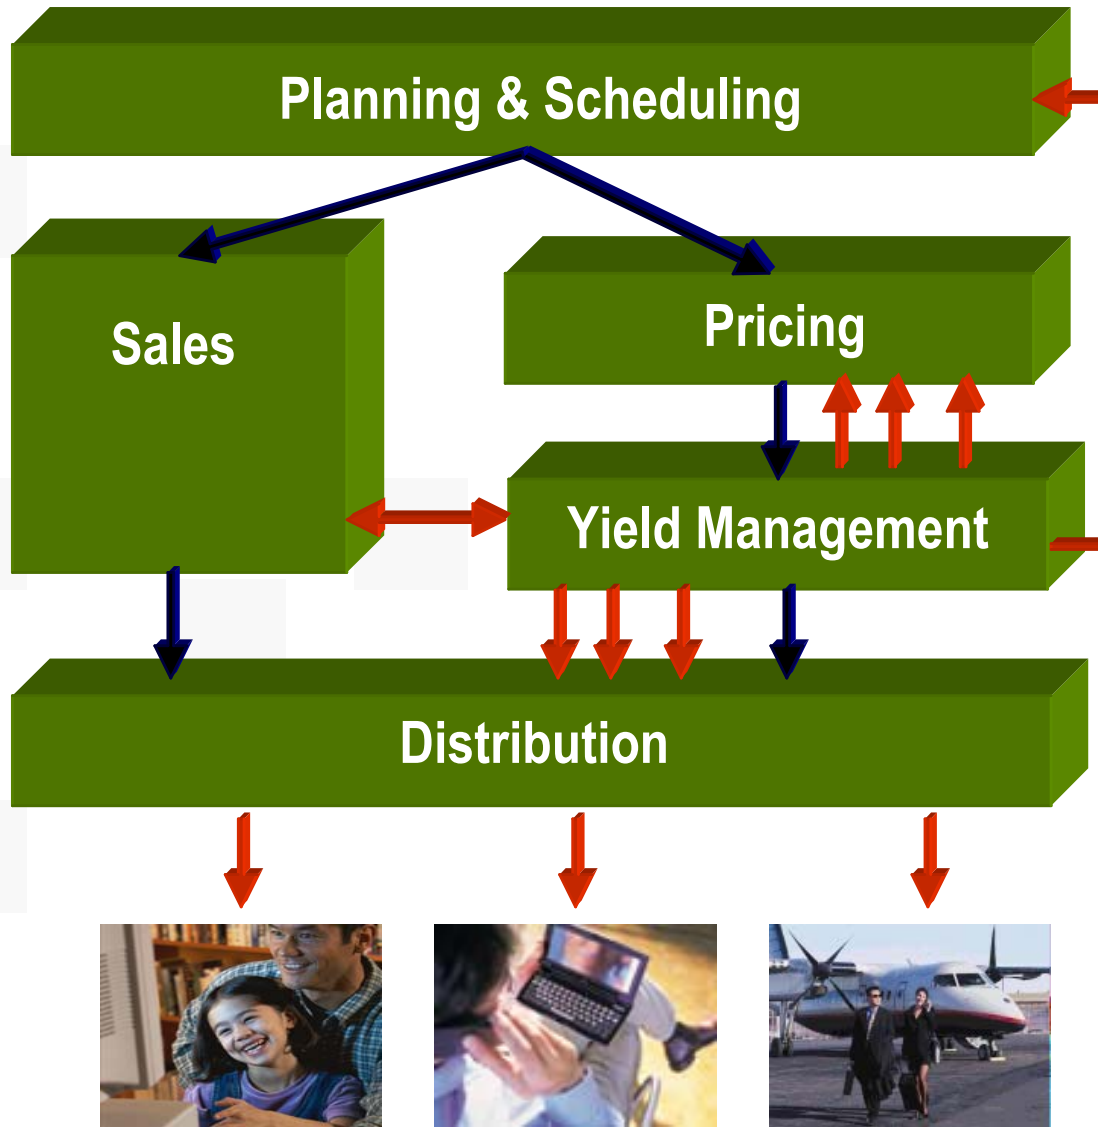 Planning & Scheduling
Sales
Pricing
Yield Management
Distribution